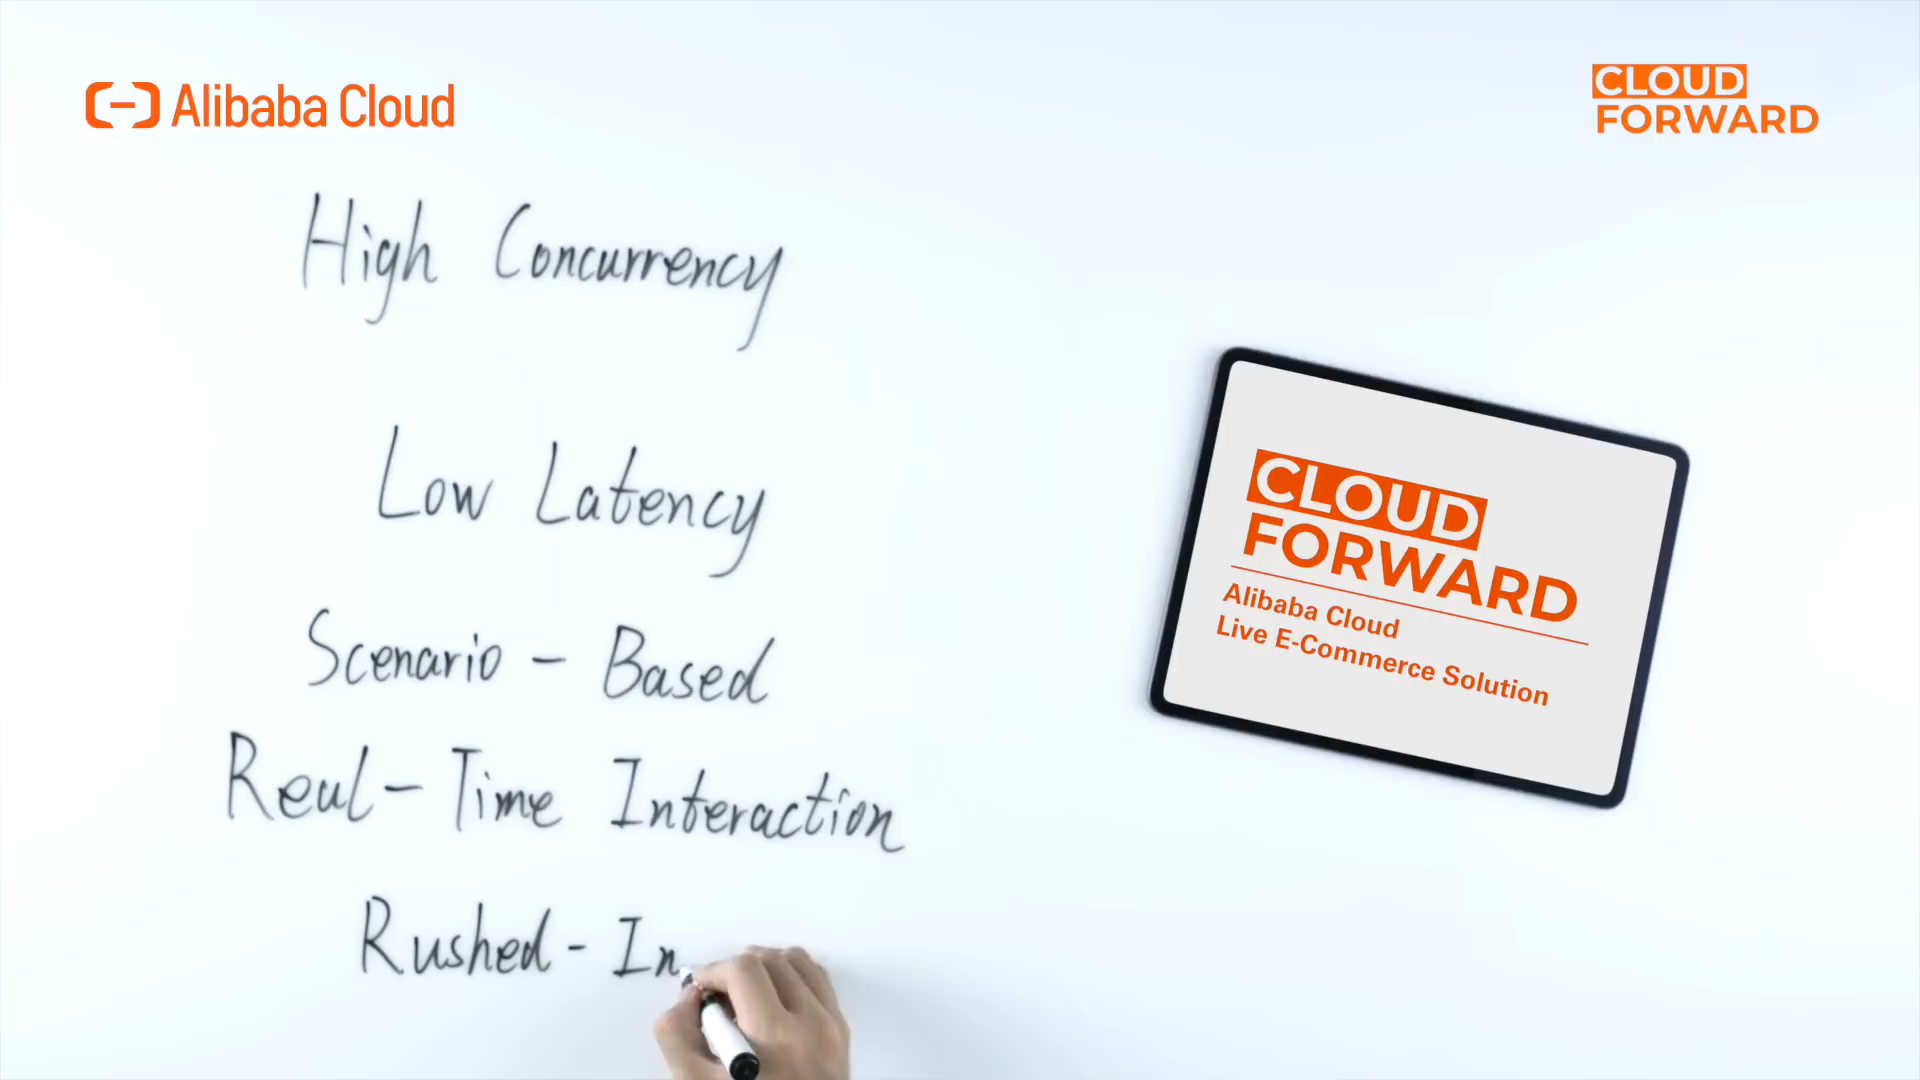 Alibaba Cloud
CLOUD
FORWARD
High Concurrency
Low Latency
Scenario - Based
Real-Time Interaction
Rushed-In
CLOUD
FORWARD
Alibaba Cloud
Live E-Commerce Solution